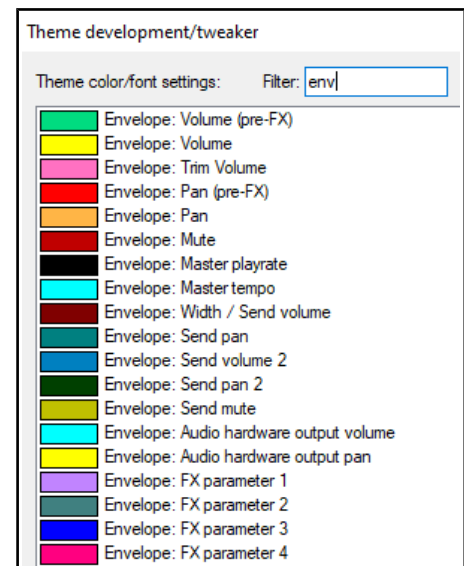 Theme development/tweaker
Theme color/font settings: Filter: env
Envelope: Volume (pre-FX)
Envelope: Volume
Envelope: Trim Volume
Envelope: Pan (pre-FX)
Envelope: Pan
Envelope: Mute
Envelope: Master playrate
Envelope: Master tempo
Envelope: Width / Send volume
Envelope: Send pan
Envelope: Send volume 2
Envelope: Send pan 2
Envelope: Send mute
Envelope: Audio hardware output volume
Envelope: Audio hardware output pan
Envelope: FX parameter 1
Envelope: FX parameter 2
Envelope: FX parameter 3
Envelope: FX parameter 4